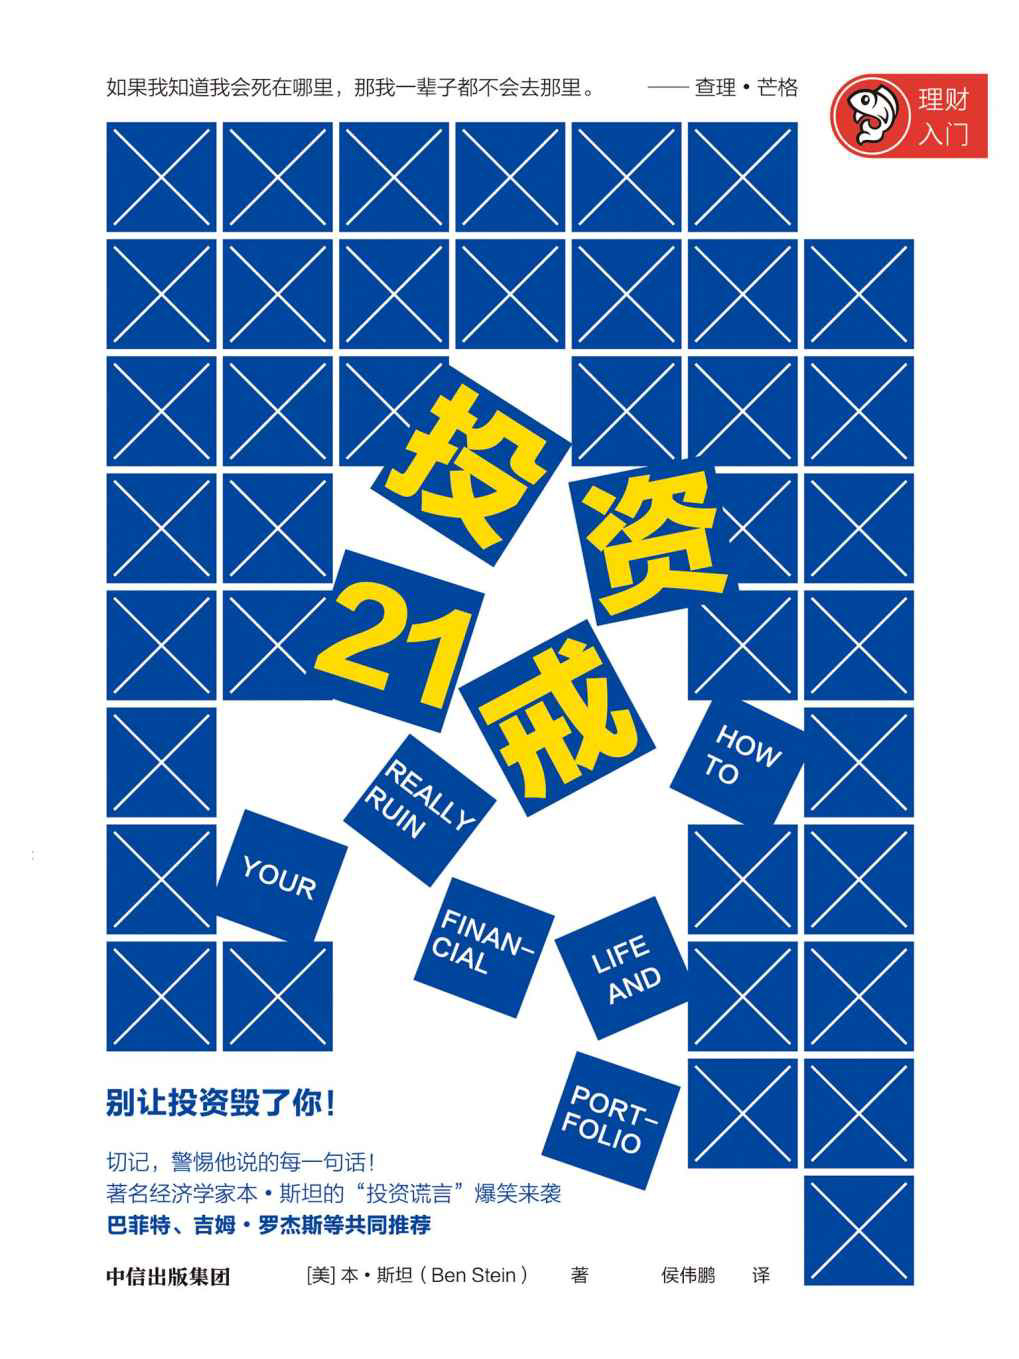 如果我知道我会死在哪里，那我一辈子都不会去那里。 —— 查理·芒格
理财
入门
投
资
21
戒
HOW
TO
REALLY
RUIN
YOUR
FINAN–
CIAL
LIFE
AND
PORT–
FOLIO
别让投资毁了你！
切记，警惕他说的每一句话！
著名经济学家本·斯坦的“投资谎言”爆笑来袭
巴菲特、吉姆·罗杰斯等共同推荐
中信出版集团 [美] 本·斯坦（Ben Stein） 著 侯伟鹏 译